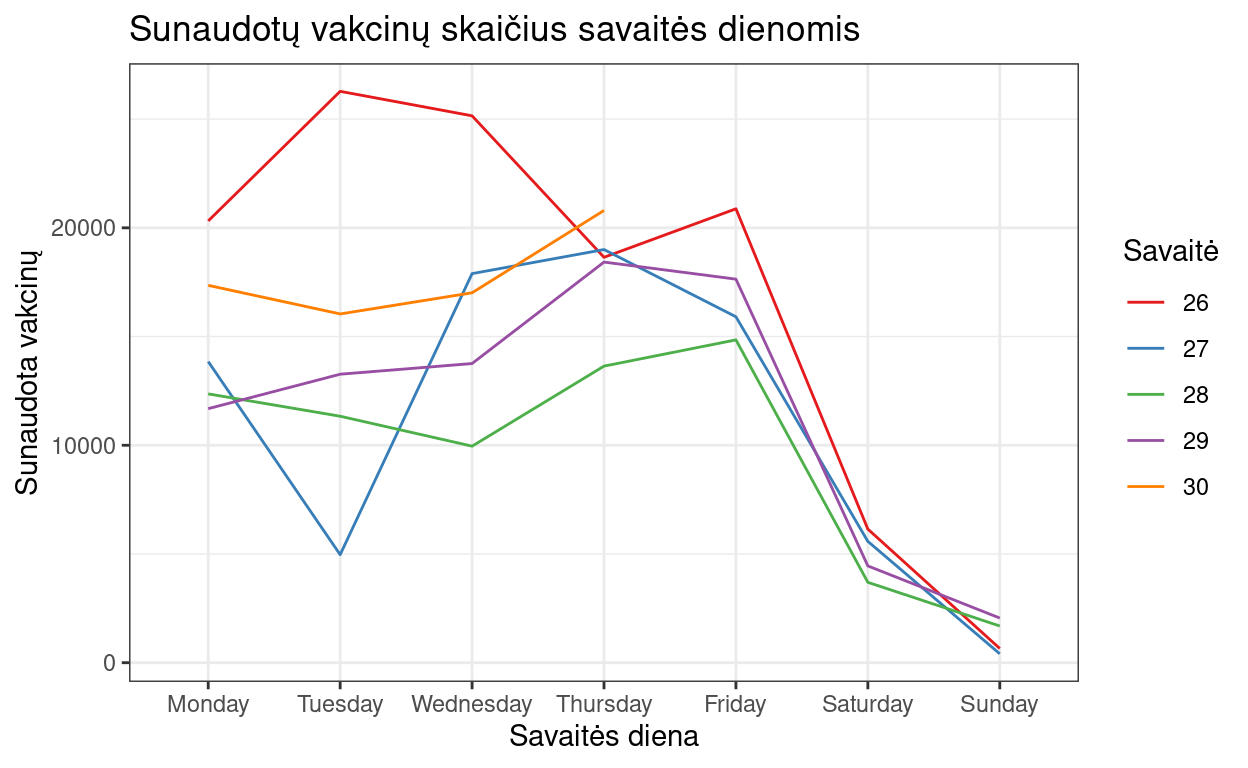 Sunaudotų vakcinų skaičius savaitės dienomis
Sunaudota vakcinų
20000
10000
0
Monday Tuesday Wednesday Thursday Friday Saturday Sunday
Savaitės diena
Savaitė
26
27
28
29
30